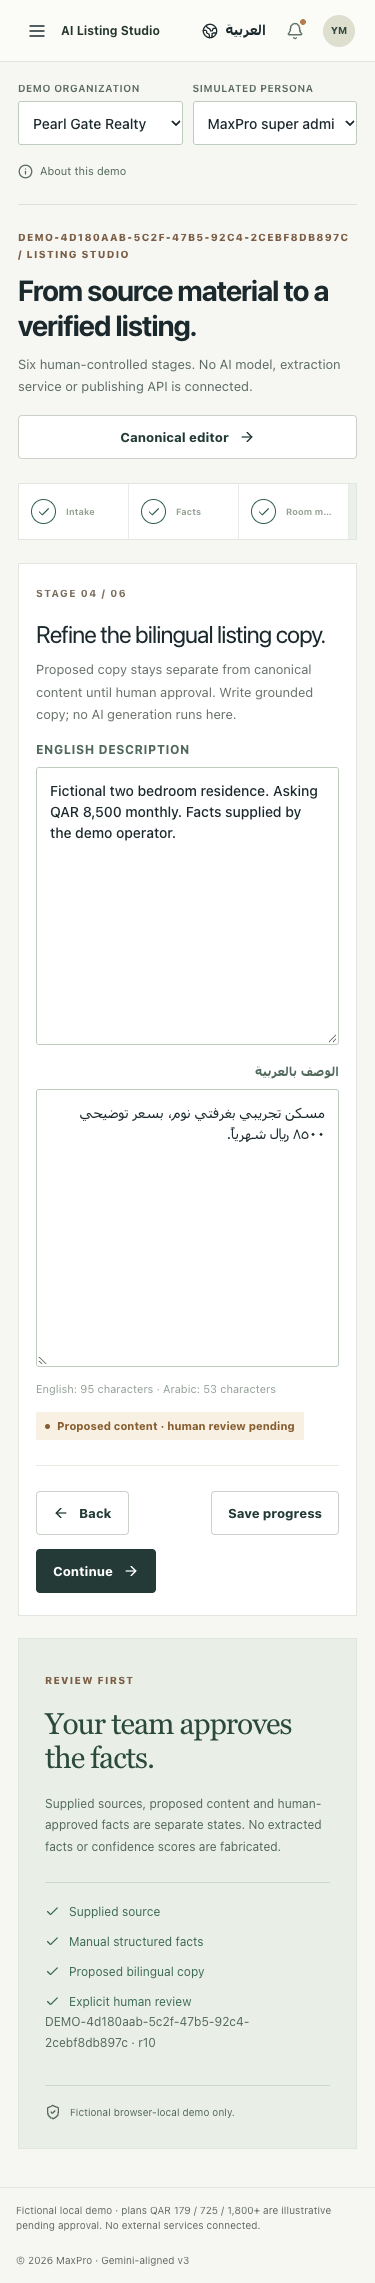 AI Listing Studio
العربية
YM
DEMO ORGANIZATION
SIMULATED PERSONA
Pearl Gate Realty
MaxPro super admi
About this demo
DEMO-4D180AAB-5C2F-47B5-92C4-2CEBF8DB897C
/ LISTING STUDIO
From source material to a
verified listing.
Six human-controlled stages. No AI model, extraction
service or publishing API is connected.
Canonical editor
Intake
Facts
Room m...
STAGE 04 / 06
Refine the bilingual listing copy.
Proposed copy stays separate from canonical
content until human approval. Write grounded
copy; no AI generation runs here.
ENGLISH DESCRIPTION
Fictional two bedroom residence. Asking
QAR 8,500 monthly. Facts supplied by
the demo operator.
الوصف بالعربية
مسكن تجريبي بغرفتي نوم، بسعر توضيحي
٨٥٠٠ ريال شهرياً.
English: 95 characters · Arabic: 53 characters
Proposed content · human review pending
Back
Save progress
Continue
REVIEW FIRST
Your team approves
the facts.
Supplied sources, proposed content and human-
approved facts are separate states. No extracted
facts or confidence scores are fabricated.
Supplied source
Manual structured facts
Proposed bilingual copy
Explicit human review
DEMO-4d180aab-5c2f-47b5-92c4-
2cebf8db897c · r10
Fictional browser-local demo only.
Fictional local demo · plans QAR 179 / 725 / 1,800+ are illustrative
pending approval. No external services connected.
© 2026 MaxPro · Gemini-aligned v3